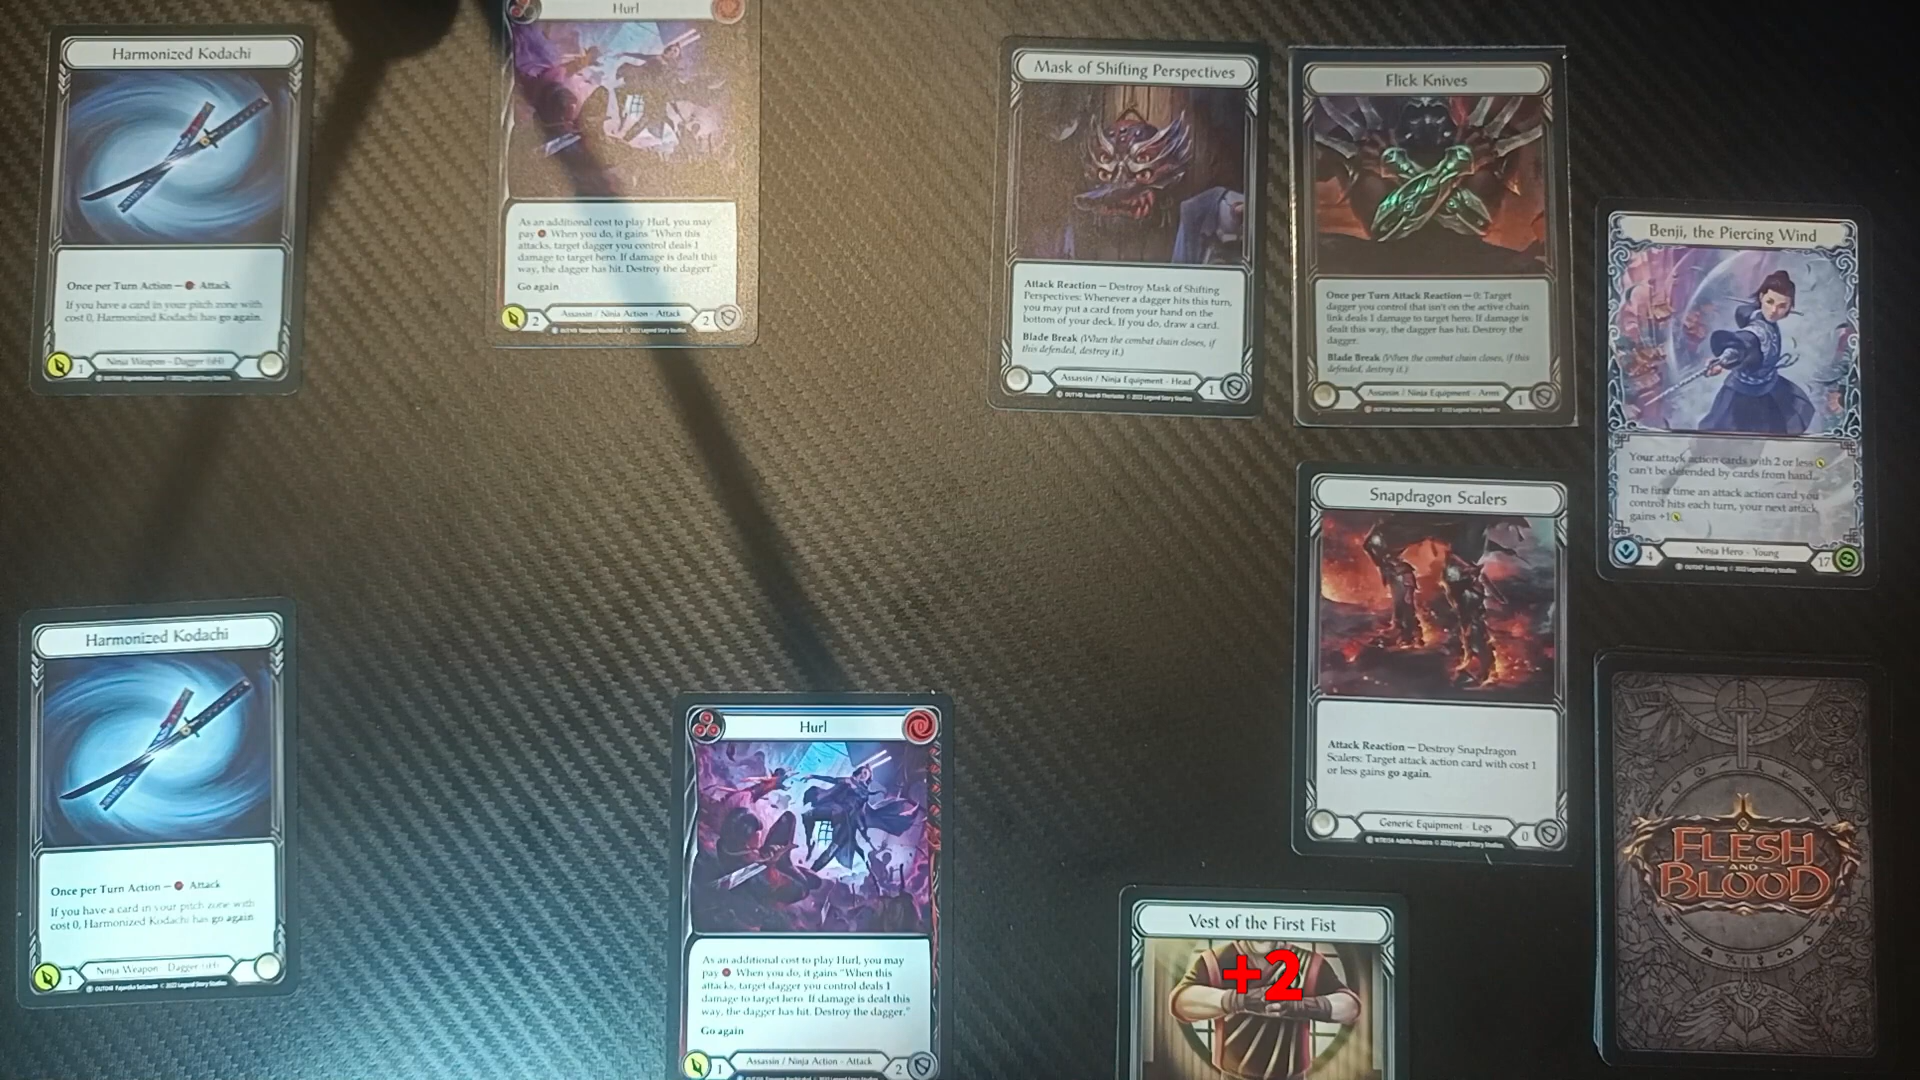 Harmonized Kodachi
Once per Turn Action — Attack
If you have a card in your pitch zone with
cost 0, Harmonized Kodachi has go again.
1
Ninja Weapon - Dagger (1H)
Hurl
As an additional cost to play Hurl, you may
pay When you do, it gains "When this
attacks, target dagger you control deals 1
damage to target hero. If damage is dealt this
way, the dagger has hit. Destroy the dagger."
Go again
2
Assassin / Ninja Action - Attack
2
Mask of Shifting Perspectives
Attack Reaction — Destroy Mask of Shifting
Perspectives: Whenever a dagger hits this turn,
you may put a card from your hand on the
bottom of your deck. If you do, draw a card.
Blade Break (When the combat chain closes, if
this defended, destroy it.)
Assassin / Ninja Equipment - Head
1
Flick Knives
Once per Turn Attack Reaction — 0: Target
dagger you control that isn't on the active chain
link deals 1 damage to target hero. If damage is
dealt this way, the dagger has hit. Destroy the
dagger.
Blade Break (When the combat chain closes, if this
defended, destroy it.)
Assassin / Ninja Equipment - Arms
1
Benji, the Piercing Wind
Your attack action cards with 2 or less
can't be defended by cards from hand.
The first time an attack action card you
control hits each turn, your next attack
gains +1
4
Ninja Hero - Young
17
Harmonized Kodachi
Once per Turn Action — Attack
If you have a card in your pitch zone with
cost 0, Harmonized Kodachi has go again.
1
Ninja Weapon - Dagger (1H)
Hurl
0
As an additional cost to play Hurl, you may
pay When you do, it gains "When this
attacks, target dagger you control deals 1
damage to target hero. If damage is dealt this
way, the dagger has hit. Destroy the dagger."
Go again
1
Assassin / Ninja Action - Attack
2
Snapdragon Scalers
Attack Reaction — Destroy Snapdragon
Scalers: Target attack action card with cost
1 or less gains go again.
Generic Equipment - Legs
0
Vest of the First Fist
+2
FLESH
AND
BLOOD